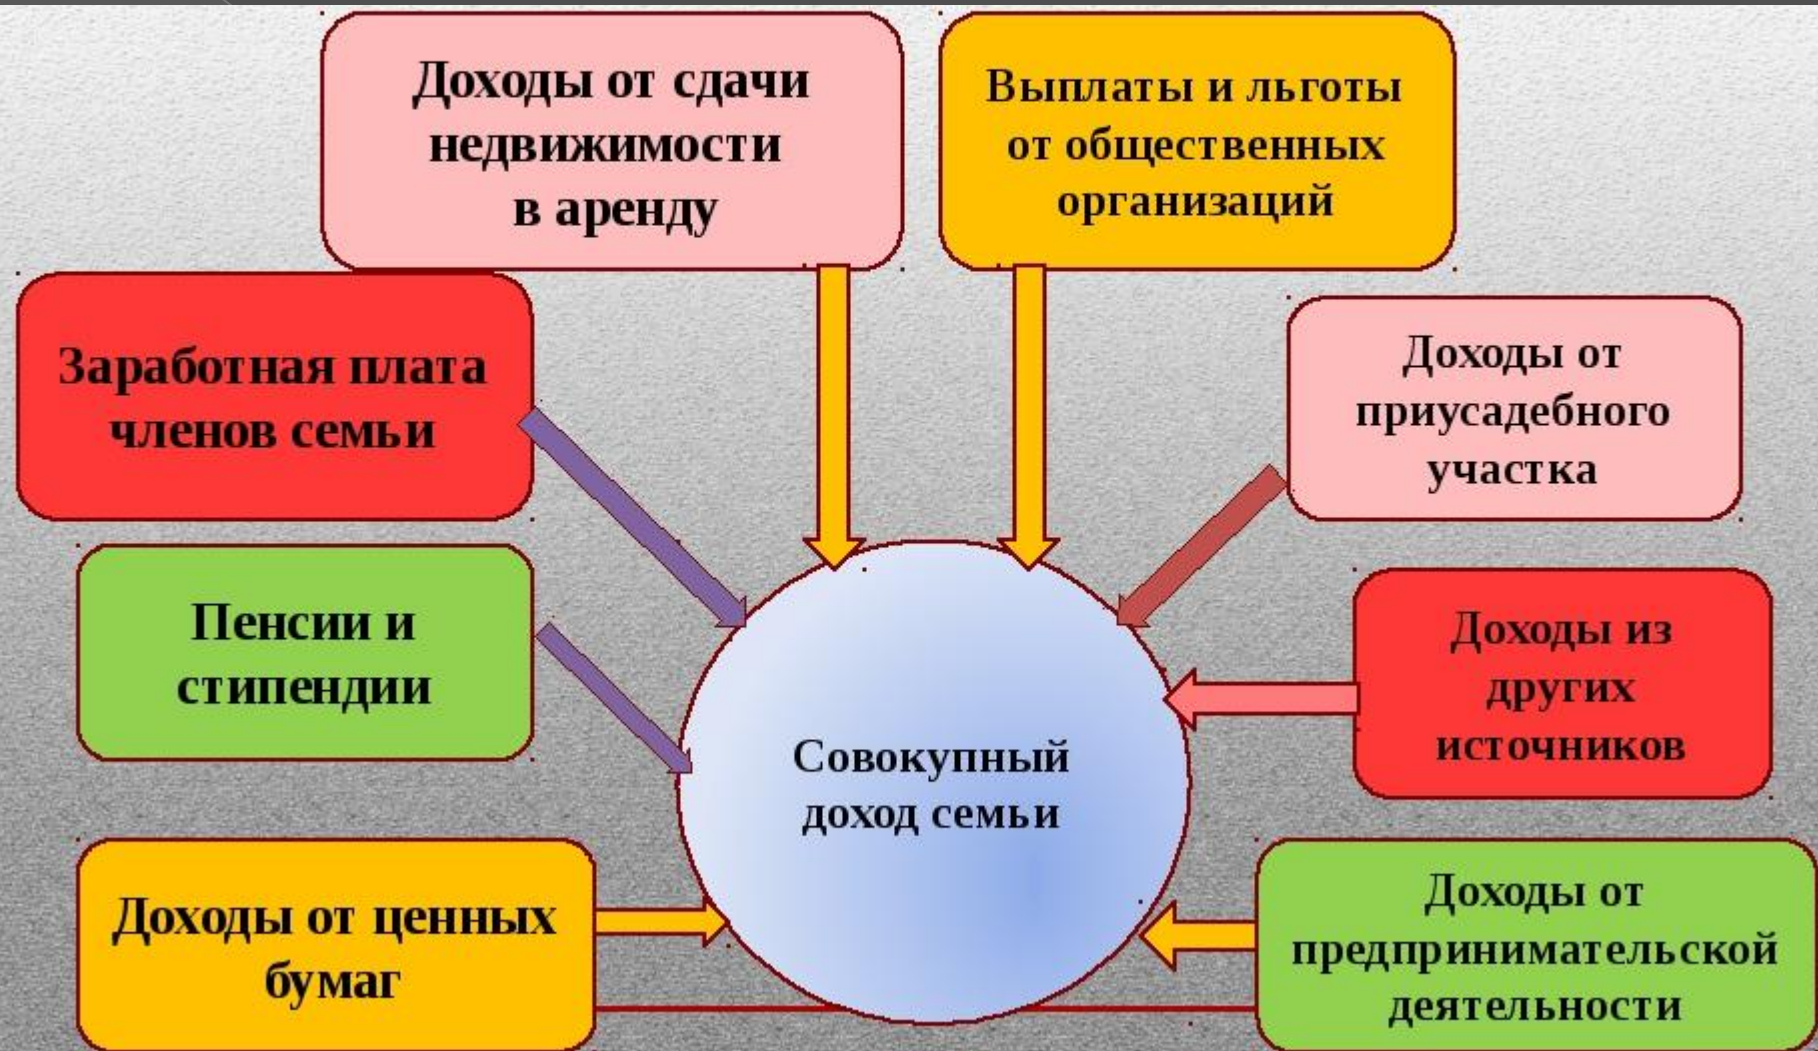 Доходы от сдачи
недвижимости
в аренду
Выплаты и льготы
от общественных
организаций
Заработная плата
членов семьи
Доходы от
приусадебного
участка
Пенсии и
стипендии
Доходы из
других
источников
Совокупный
доход семьи
Доходы от ценных
бумаг
Доходы от
предпринимательской
деятельности